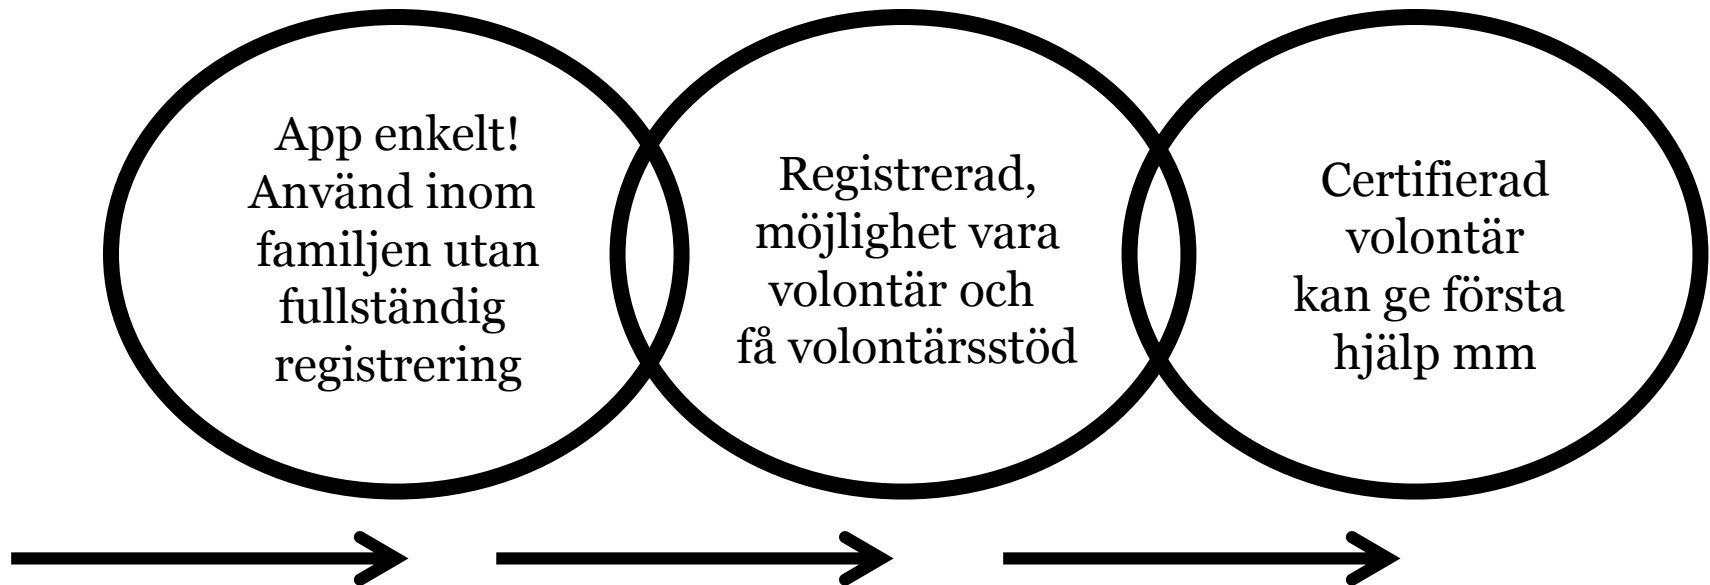 App enkelt!
Använd inom
familjen utan
fullständig
registrering
Registrerad,
möjlighet vara
volontär och
få volontärsstöd
Certifierad
volontär
kan ge första
hjälp mm